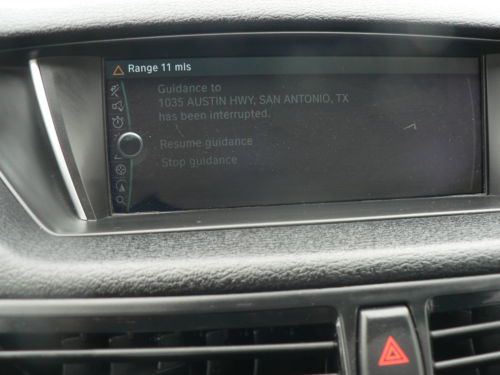 Range 11 mls
Guidance to
1035 AUSTIN HWY, SAN ANTONIO, TX
has been interrupted.
Resume guidance
Stop guidance